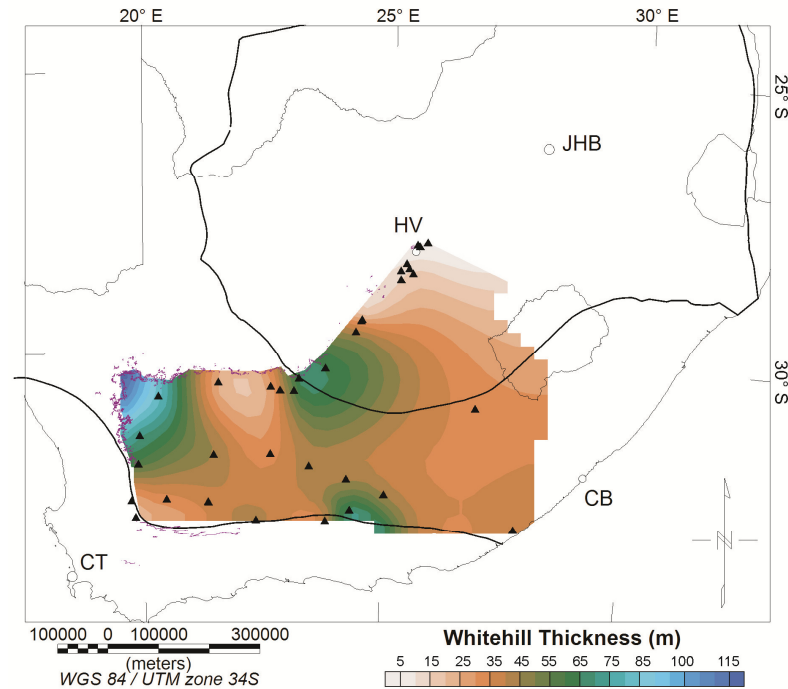 20° E 25° E 30° E
25° S
JHB
HV
30° S
CB
CT
N
100000 0 100000 300000
(meters)
WGS 84 / UTM zone 34S
Whitehill Thickness (m)
5 15 25 35 45 55 65 75 85 100 115